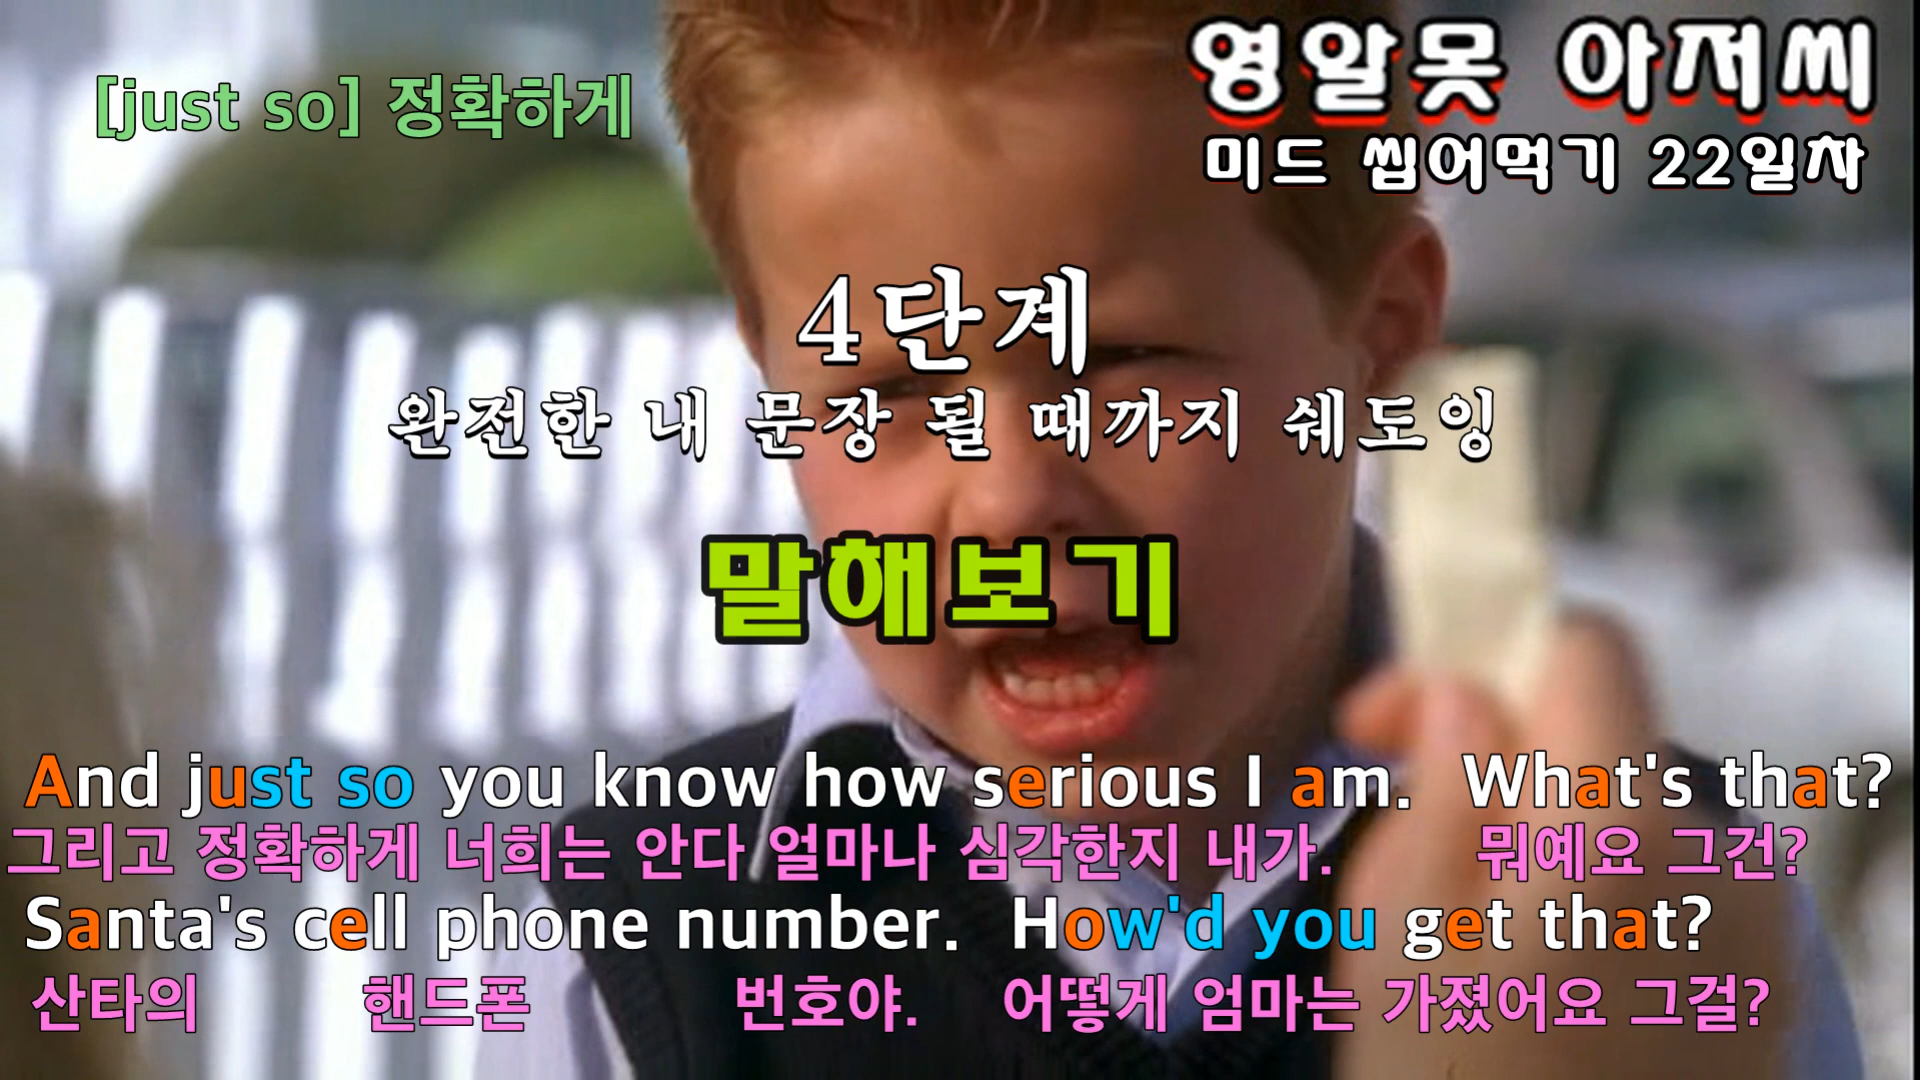 [just so] 정확하게
영알못 아저씨
미드 씹어먹기 22일차
4단계
완전한 내 문장 될 때까지 쉐도잉
말해보기
And just so you know how serious I am. What's that?
그리고 정확하게 너희는 안다 얼마나 심각한지 내가. 뭐예요 그건?
Santa's cell phone number. How'd you get that?
산타의 핸드폰 번호야. 어떻게 엄마는 가졌어요 그걸?